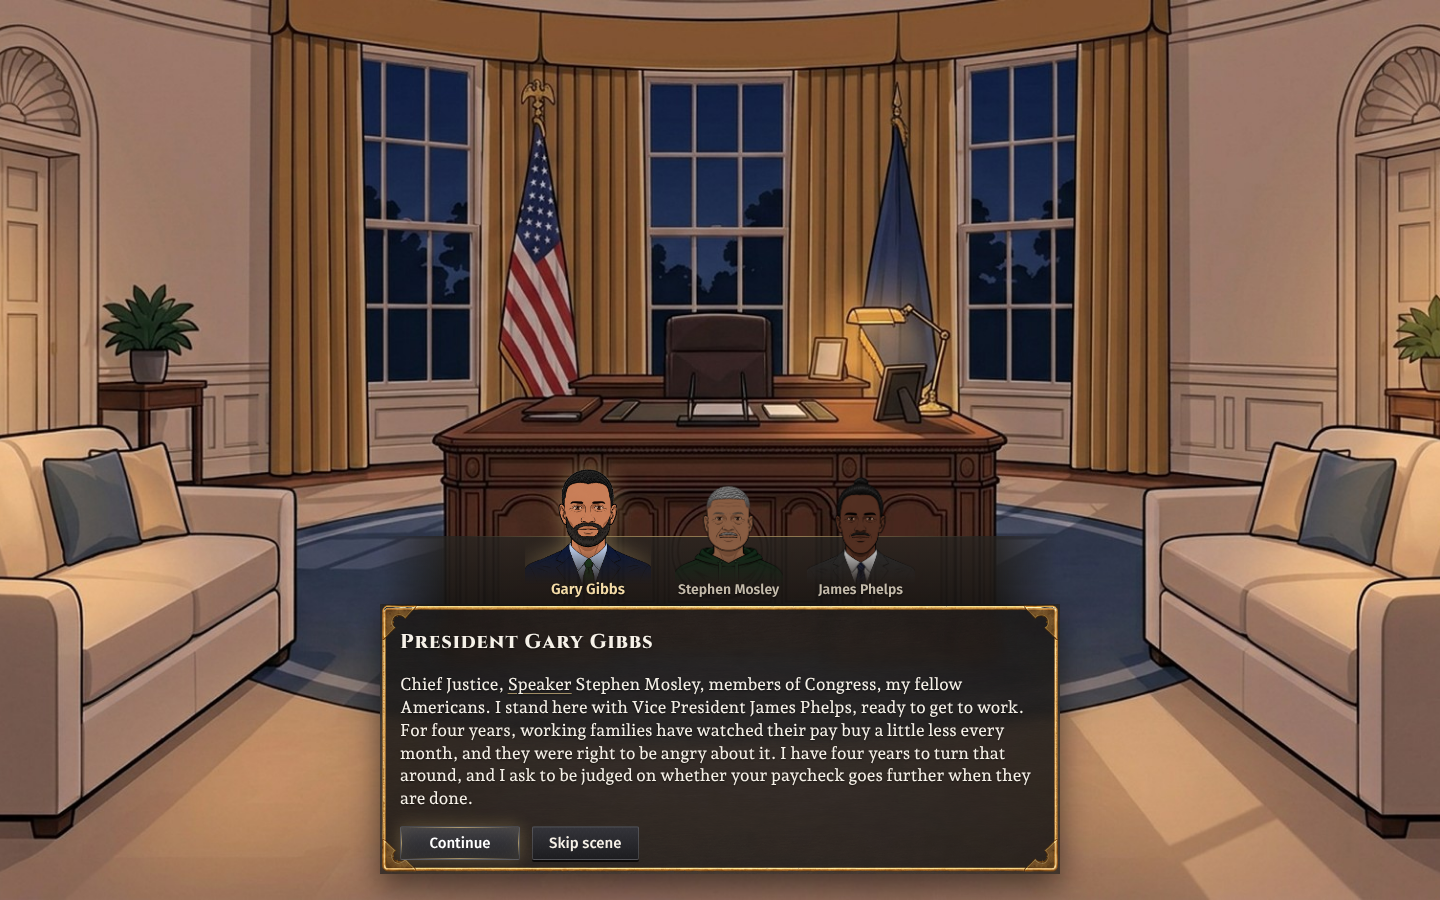 Gary Gibbs
Stephen Mosley
James Phelps
President Gary Gibbs
Chief Justice, Speaker Stephen Mosley, members of Congress, my fellow
Americans. I stand here with Vice President James Phelps, ready to get to work.
For four years, working families have watched their pay buy a little less every
month, and they were right to be angry about it. I have four years to turn that
around, and I ask to be judged on whether your paycheck goes further when they
are done.
Continue
Skip scene